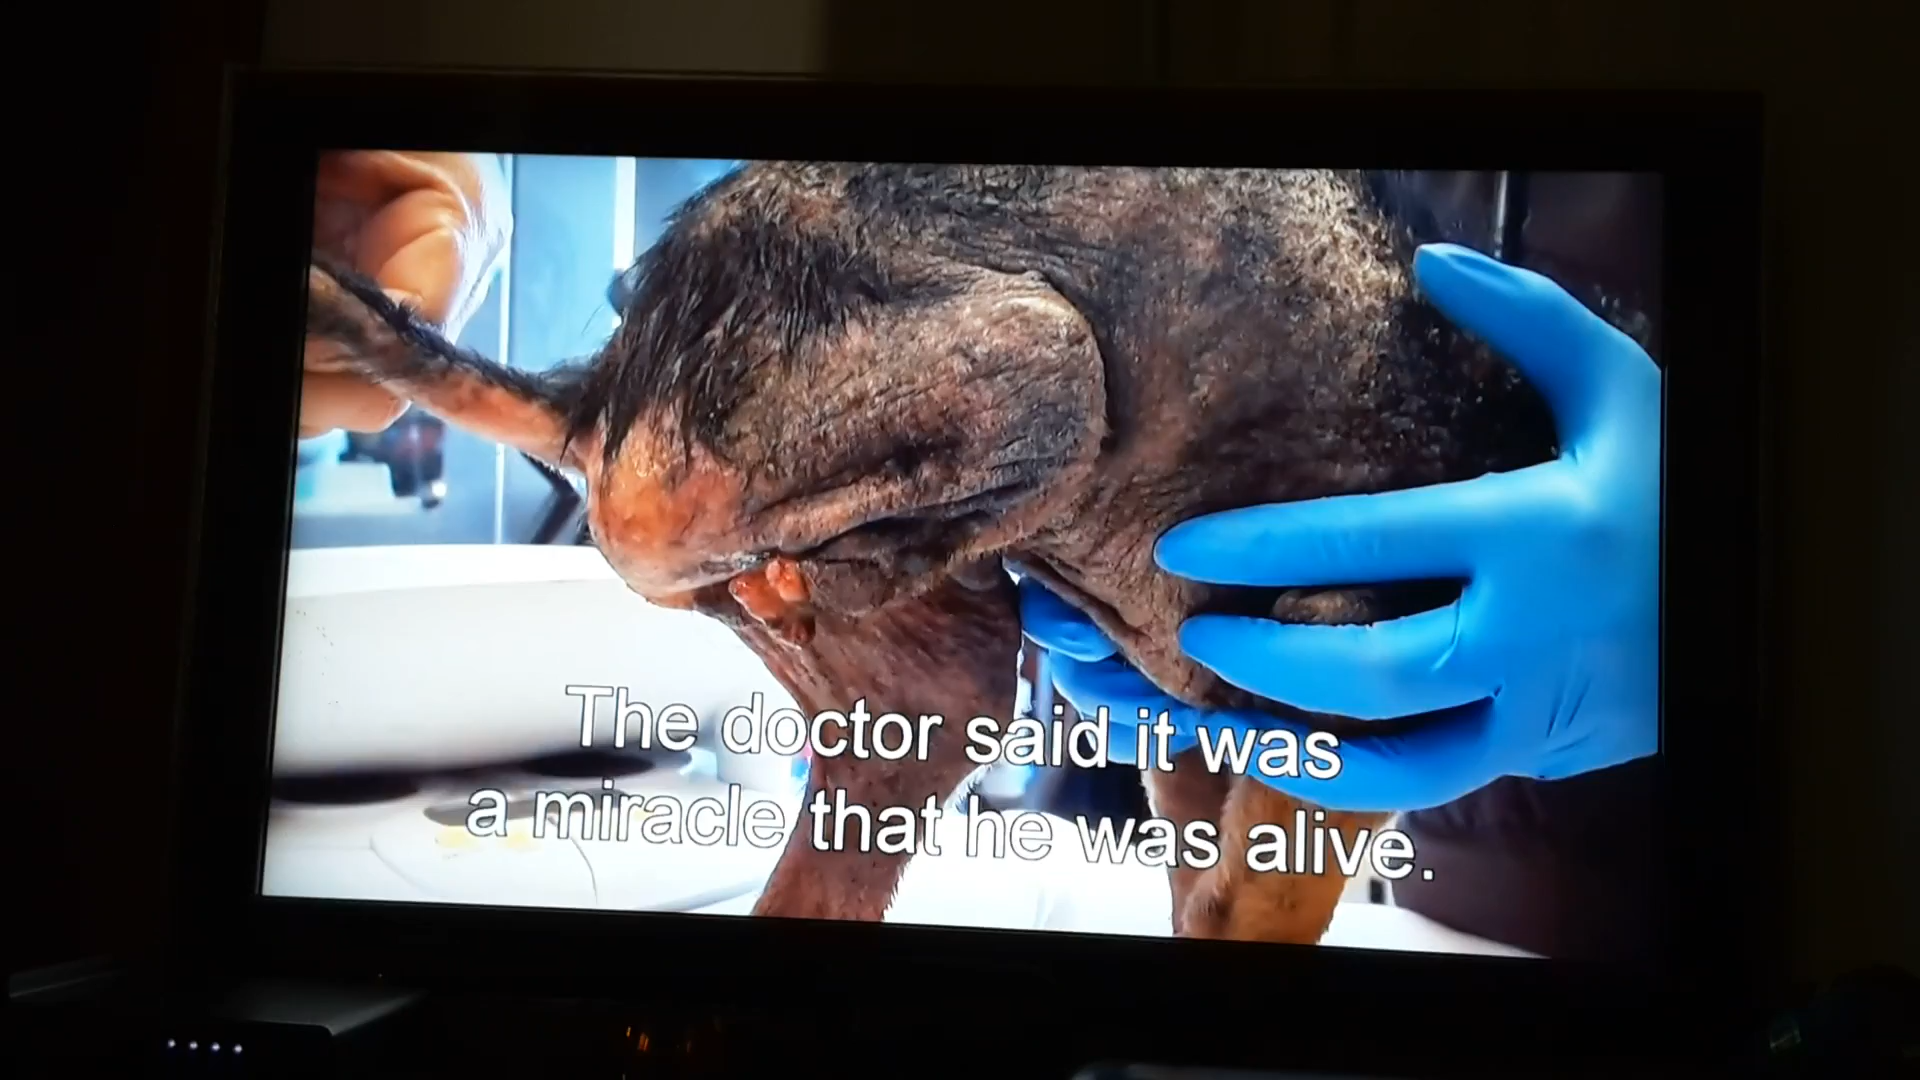 The doctor said it was
a miracle that he was alive.